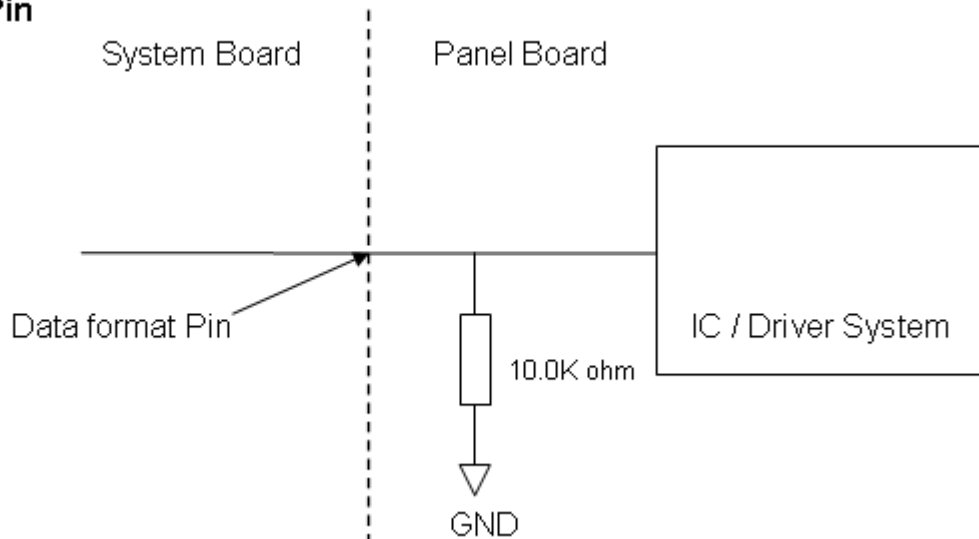 Pin
System Board
Panel Board
Data format Pin
IC / Driver System
10.0K ohm
GND